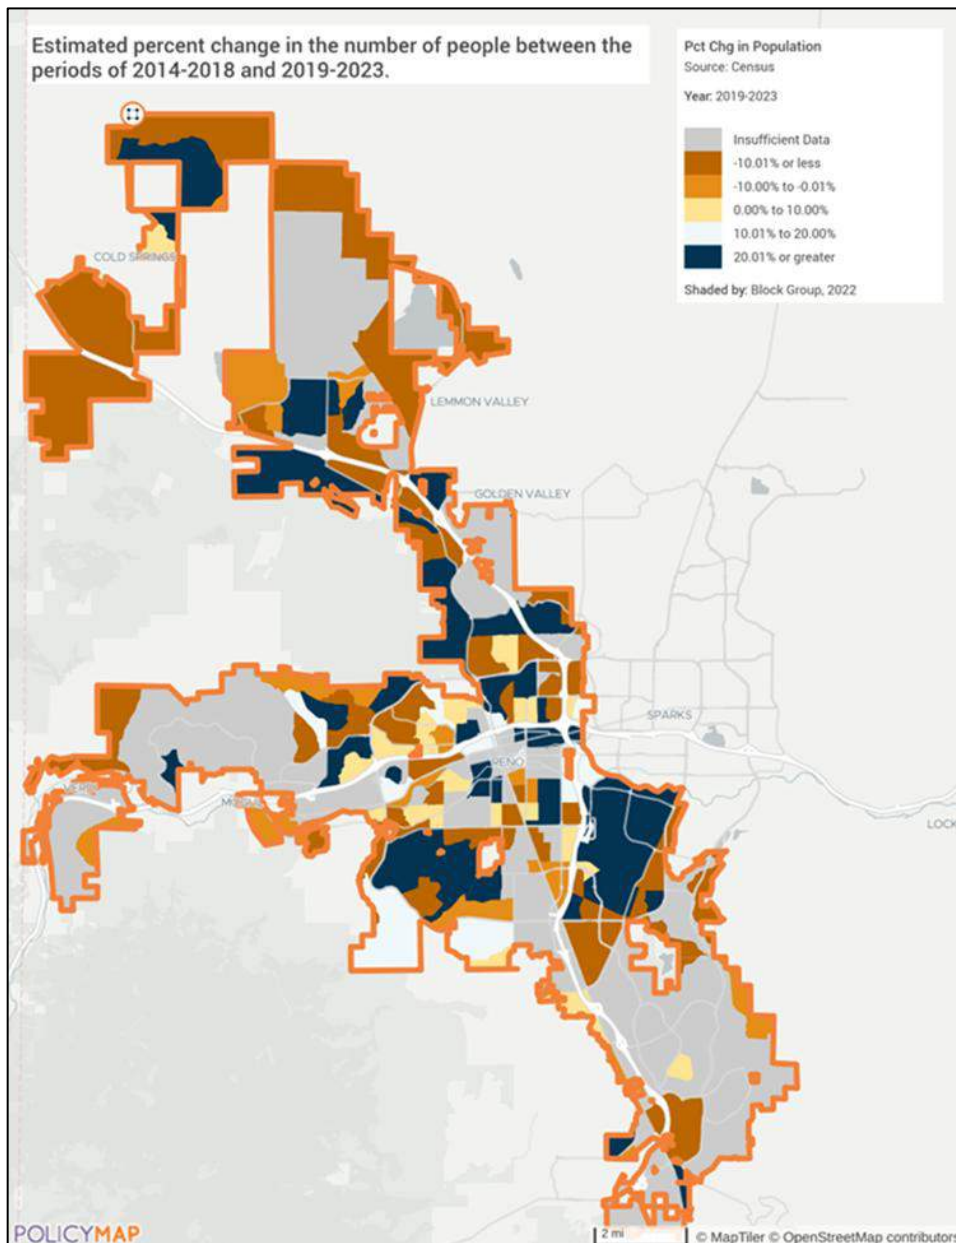 Estimated percent change in the number of people between the
periods of 2014-2018 and 2019-2023.
Pct Chg in Population
Source: Census
Year: 2019-2023
Insufficient Data
-10.01% or less
-10.00% to -0.01%
0.00% to 10.00%
10.01% to 20.00%
20.01% or greater
Shaded by: Block Group, 2022
COLD SPRINGS
LEMMON VALLEY
GOLDEN VALLEY
SPARKS
RENO
LOCK
POLICYMAP
2 mi
© MapTiler © OpenStreetMap contributors